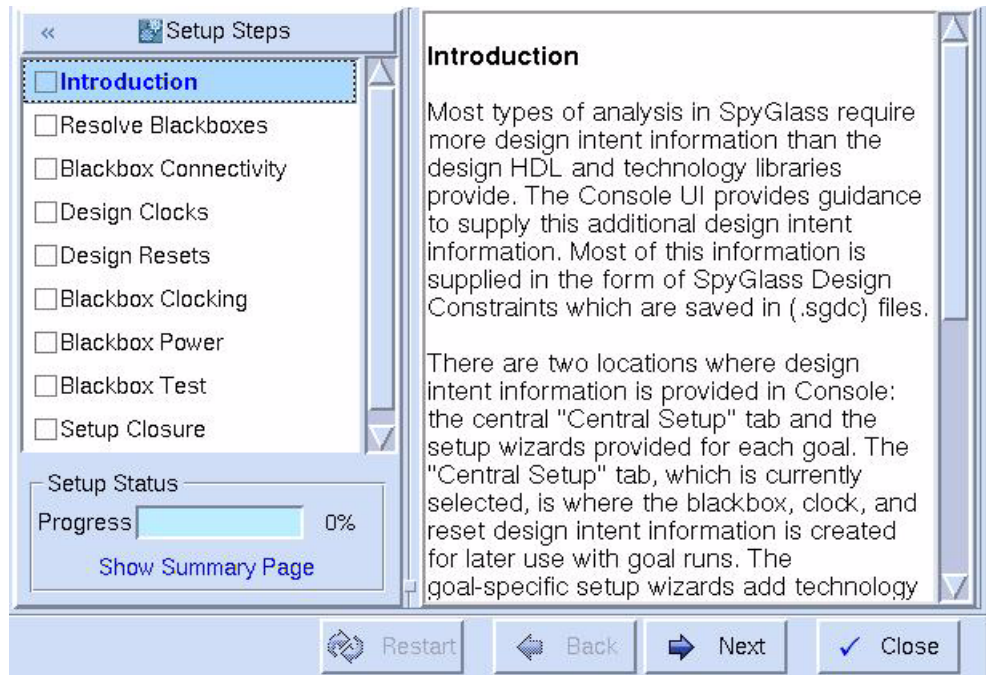 « Setup Steps
Introduction
Resolve Blackboxes
Blackbox Connectivity
Design Clocks
Design Resets
Blackbox Clocking
Blackbox Power
Blackbox Test
Setup Closure
Setup Status
Progress 0%
Show Summary Page
Introduction
Most types of analysis in SpyGlass require
more design intent information than the
design HDL and technology libraries
provide. The Console UI provides guidance
to supply this additional design intent
information. Most of this information is
supplied in the form of SpyGlass Design
Constraints which are saved in (.sgdc) files.
There are two locations where design
intent information is provided in Console:
the central "Central Setup" tab and the
setup wizards provided for each goal. The
"Central Setup" tab, which is currently
selected, is where the blackbox, clock, and
reset design intent information is created
for later use with goal runs. The
goal-specific setup wizards add technology
Restart Back Next Close